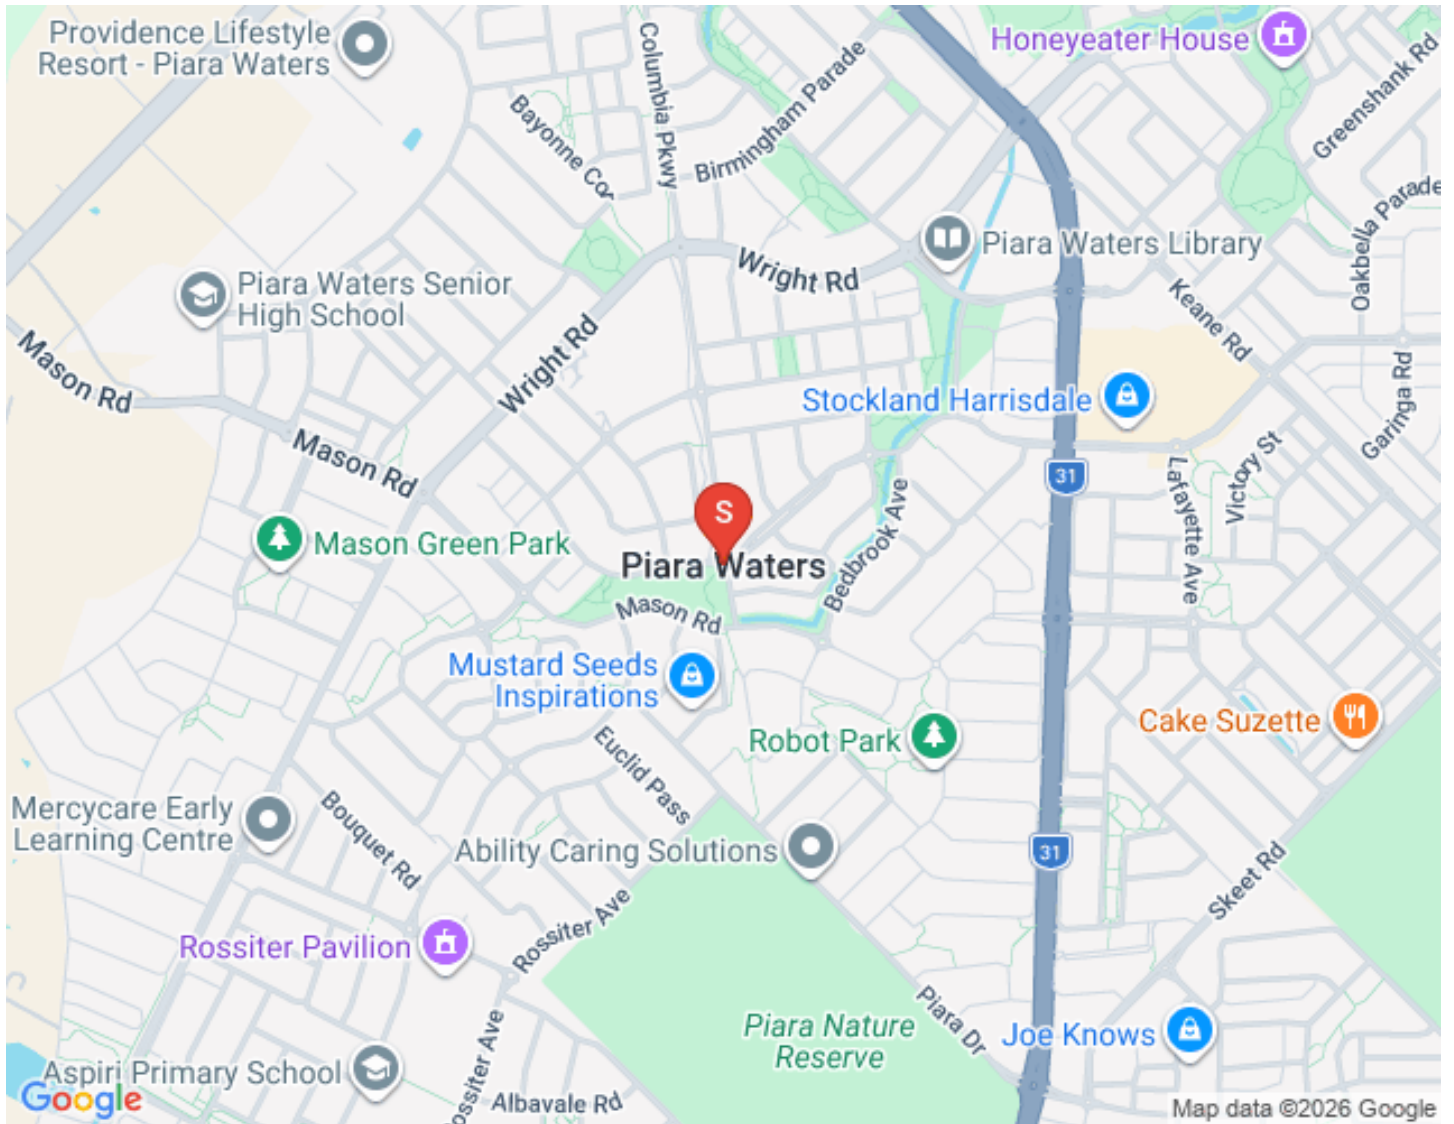 Providence Lifestyle
Resort - Piara Waters
Columbia Pkwy
Birmingham Parade
Honeyeater House
Greenshank Rd
Bayonne Cor
Oakbella Parade
Piara Waters Library
Wright Rd
Piara Waters Senior
High School
Keane Rd
Mason Rd
Wright Rd
Stockland Harrisdale
Garinga Rd
Mason Rd
31
Lafayette Ave
Victory St
S
Mason Green Park
Piara Waters
Bedbrook Ave
Mason Rd
Mustard Seeds
Inspirations
Robot Park
Cake Suzette
Euclid Pass
Mercycare Early
Learning Centre
Bouquet Rd
Ability Caring Solutions
31
Skeet Rd
Rossiter Ave
Rossiter Pavilion
Piara Nature
Reserve
Piara Dr
Joe Knows
Aspiri Primary School
ossiter Ave
Albavale Rd
Google
Map data ©2026 Google